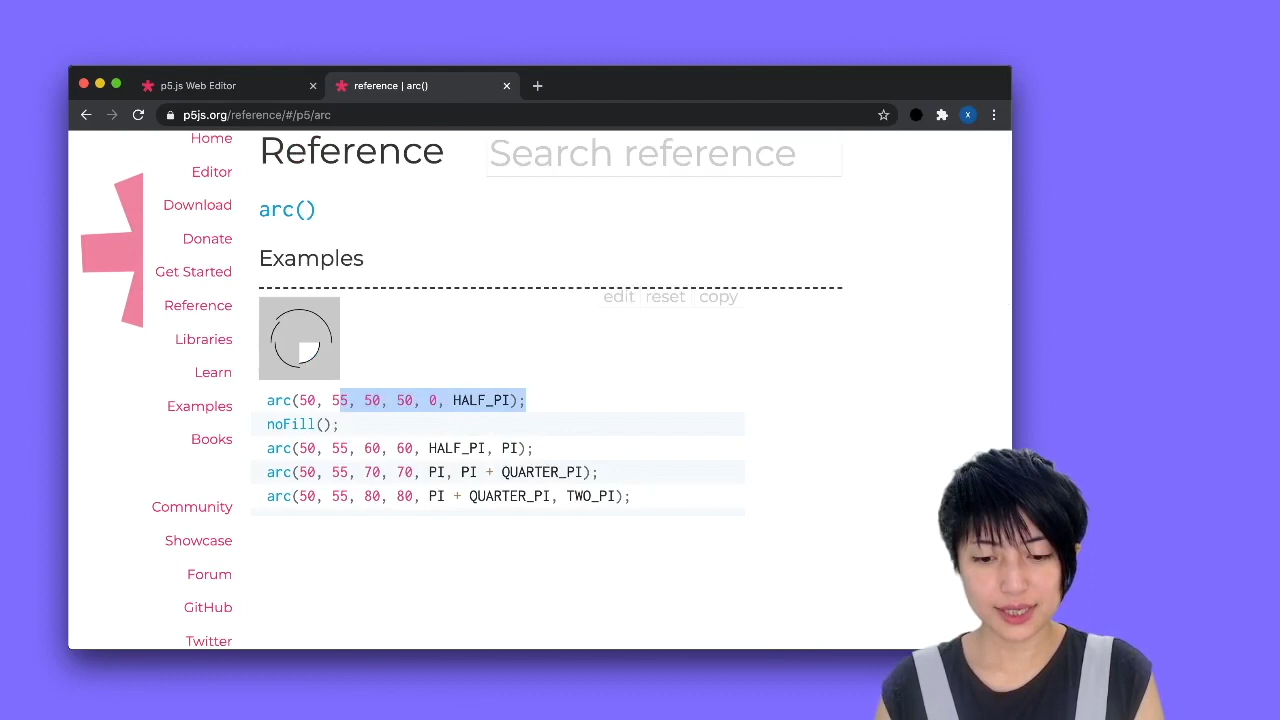 p5.js Web Editor
reference | arc()
p5js.org/reference/#/p5/arc
X
Home
Editor
Download
Donate
Get Started
Reference
Libraries
Learn
Examples
Books
Community
Showcase
Forum
GitHub
Twitter
Reference
Search reference
arc()
Examples
edit reset copy
arc(50, 55, 50, 50, 0, HALF_PI);
noFill();
arc(50, 55, 60, 60, HALF_PI, PI);
arc(50, 55, 70, 70, PI, PI + QUARTER_PI);
arc(50, 55, 80, 80, PI + QUARTER_PI, TWO_PI);